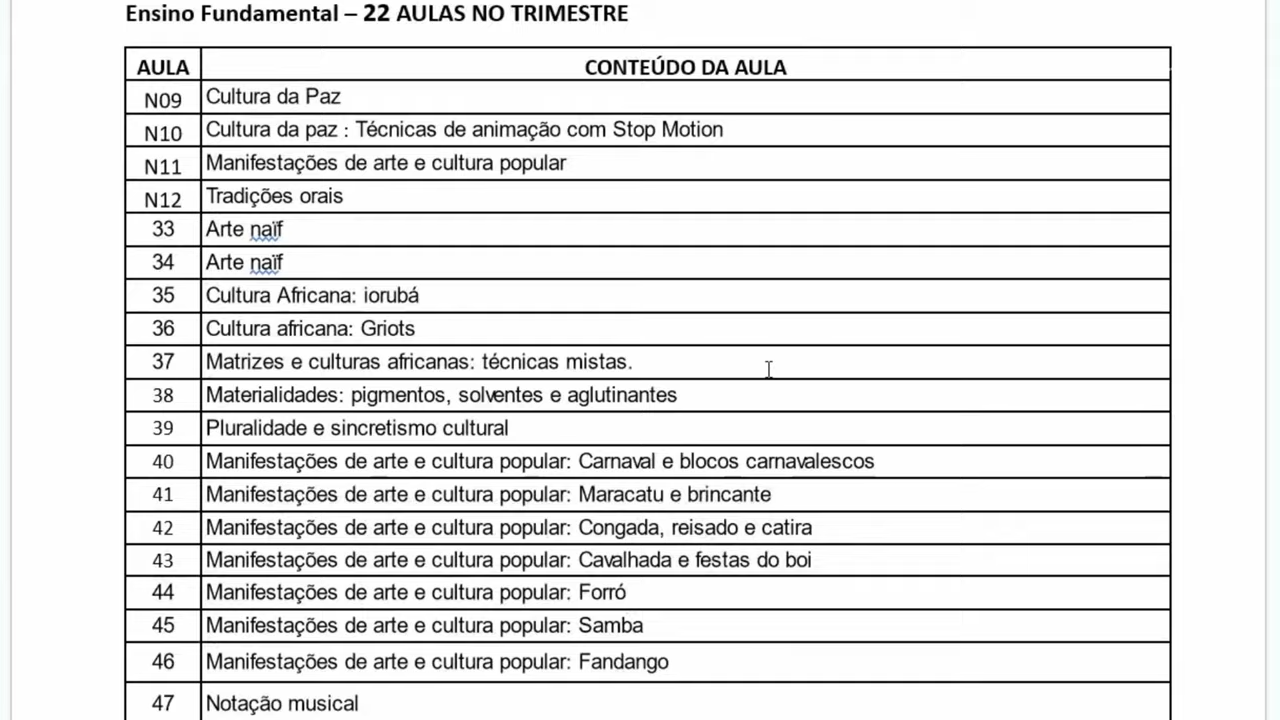 Ensino Fundamental – 22 AULAS NO TRIMESTRE
AULA CONTEÚDO DA AULA
N09 Cultura da Paz
N10 Cultura da paz : Técnicas de animação com Stop Motion
N11 Manifestações de arte e cultura popular
N12 Tradições orais
33 Arte naïf
34 Arte naïf
35 Cultura Africana: iorubá
36 Cultura africana: Griots
37 Matrizes e culturas africanas: técnicas mistas.
38 Materialidades: pigmentos, solventes e aglutinantes
39 Pluralidade e sincretismo cultural
40 Manifestações de arte e cultura popular: Carnaval e blocos carnavalescos
41 Manifestações de arte e cultura popular: Maracatu e brincante
42 Manifestações de arte e cultura popular: Congada, reisado e catira
43 Manifestações de arte e cultura popular: Cavalhada e festas do boi
44 Manifestações de arte e cultura popular: Forró
45 Manifestações de arte e cultura popular: Samba
46 Manifestações de arte e cultura popular: Fandango
47 Notação musical